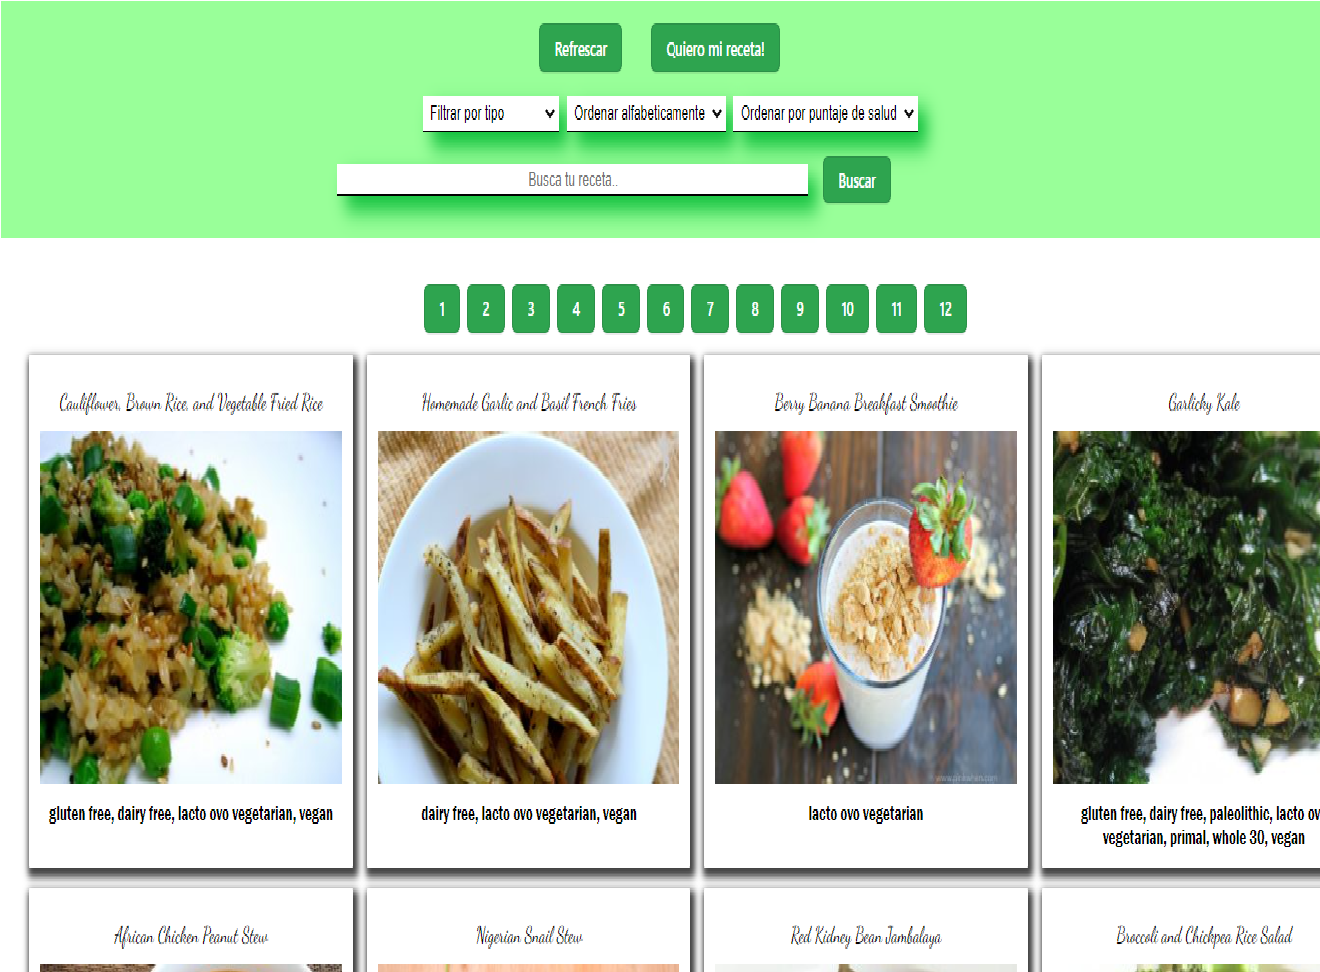 Refrescar Quiero mi receta!
Filtrar por tipo Ordenar alfabeticamente Ordenar por puntaje de salud
Busca tu receta.. Buscar
1 2 3 4 5 6 7 8 9 10 11 12
Cauliflower, Brown Rice, and Vegetable Fried Rice
Homemade Garlic and Basil French Fries
Berry Banana Breakfast Smoothie
Garlicky Kale
gluten free, dairy free, lacto ovo vegetarian, vegan
dairy free, lacto ovo vegetarian, vegan
lacto ovo vegetarian
gluten free, dairy free, paleolithic, lacto ov
vegetarian, primal, whole 30, vegan
African Chicken Peanut Stew
Nigerian Snail Stew
Red Kidney Bean Jambalaya
Broccoli and Chickpea Rice Salad